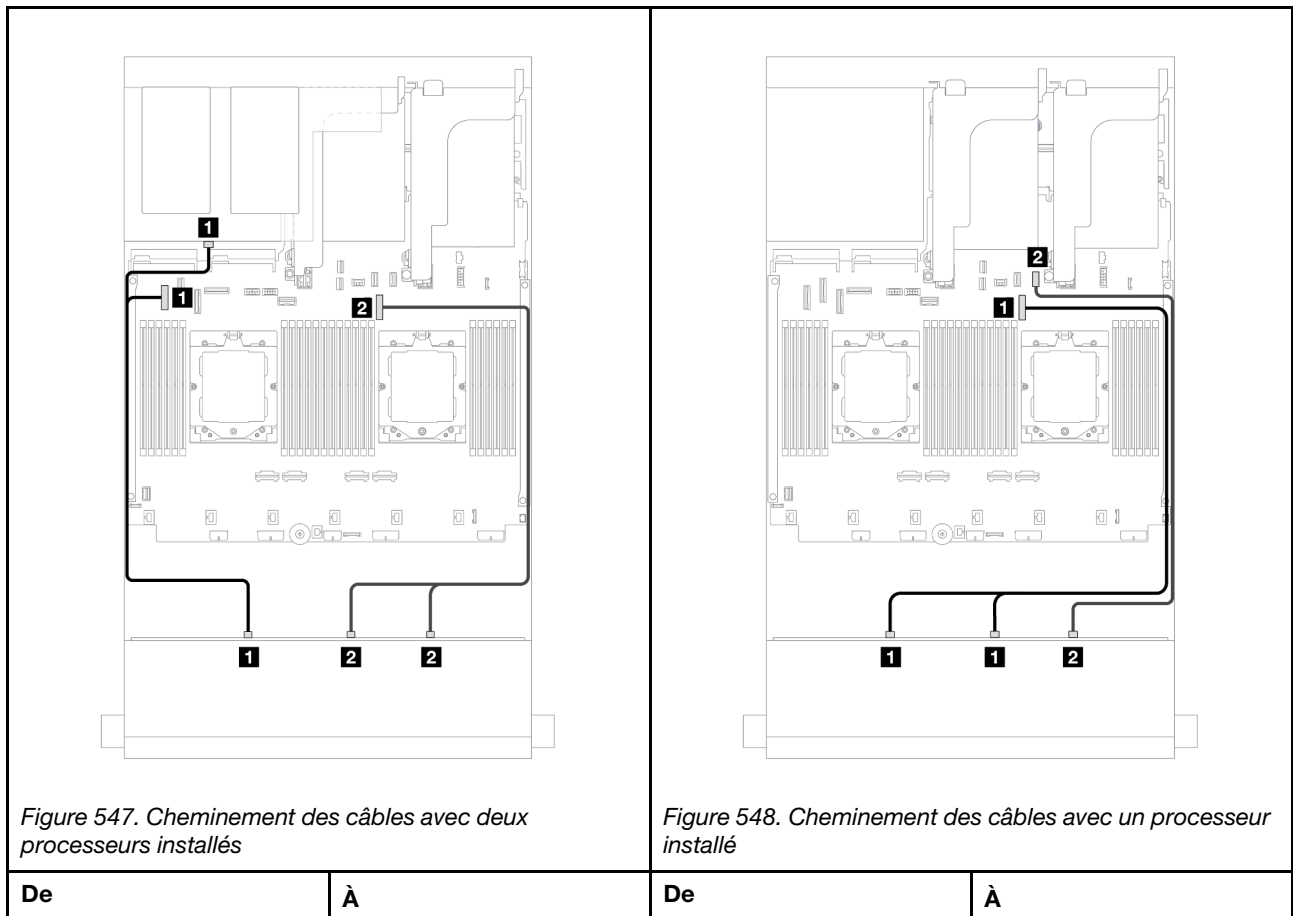 1
1
2
1
2
2
Figure 547. Cheminement des câbles avec deux
processeurs installés
De
À
2
1
1
1
2
Figure 548. Cheminement des câbles avec un processeur
installé
De
À